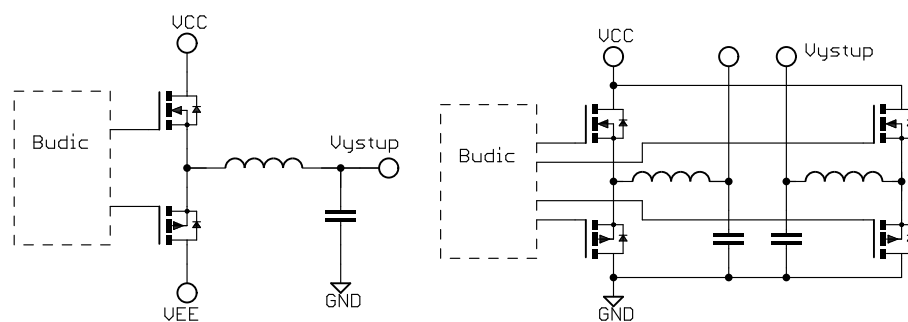 VCC
Budic
Vystup
GND
VEE
VCC
Vystup
Budic
GND